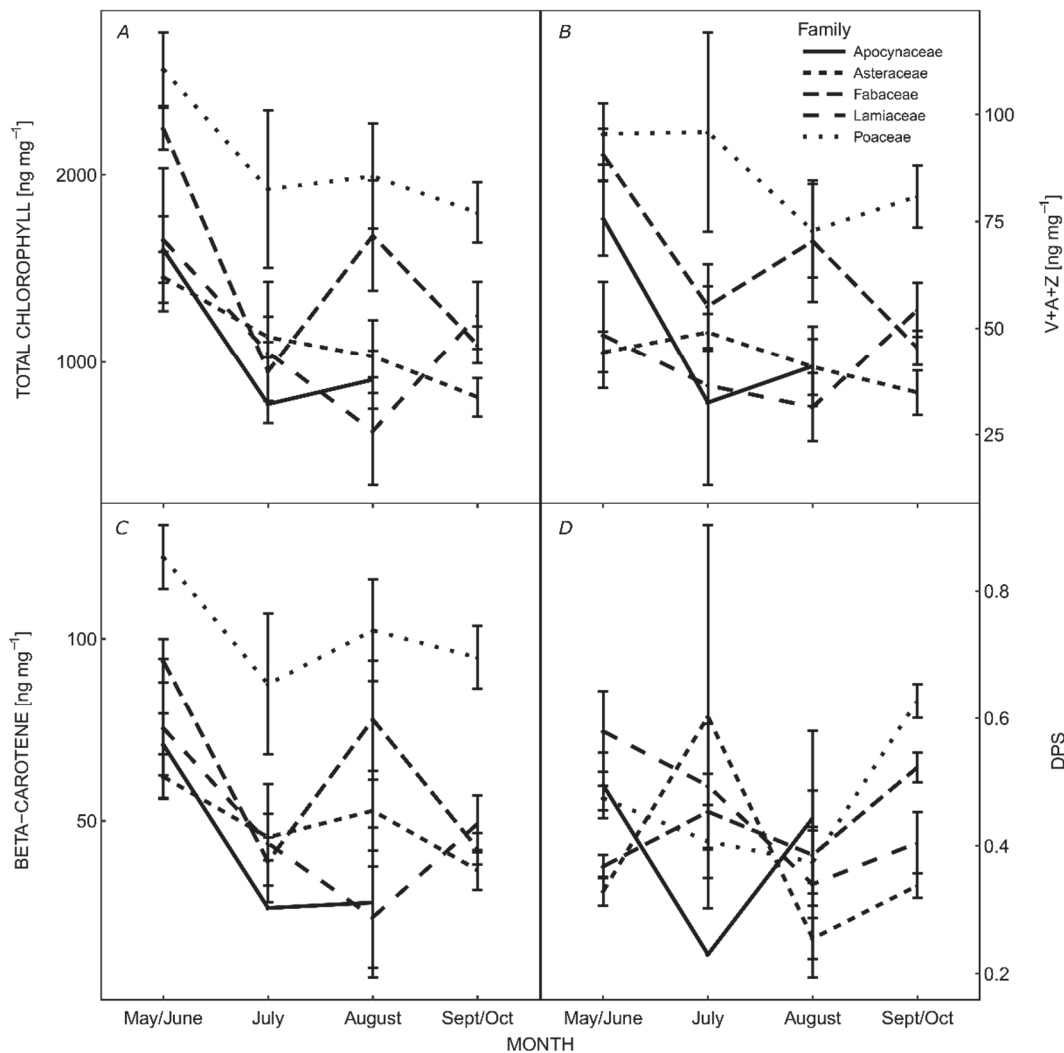 A
B
Family
Apocynaceae
Asteraceae
Fabaceae
Lamiaceae
Poaceae
TOTAL CHLOROPHYLL [ng mg⁻¹]
2000
1000
V+A+Z [ng mg⁻¹]
100
75
50
25
C
D
BETA−CAROTENE [ng mg⁻¹]
100
50
DPS
0.8
0.6
0.4
0.2
May/June July August Sept/Oct
May/June July August Sept/Oct
MONTH